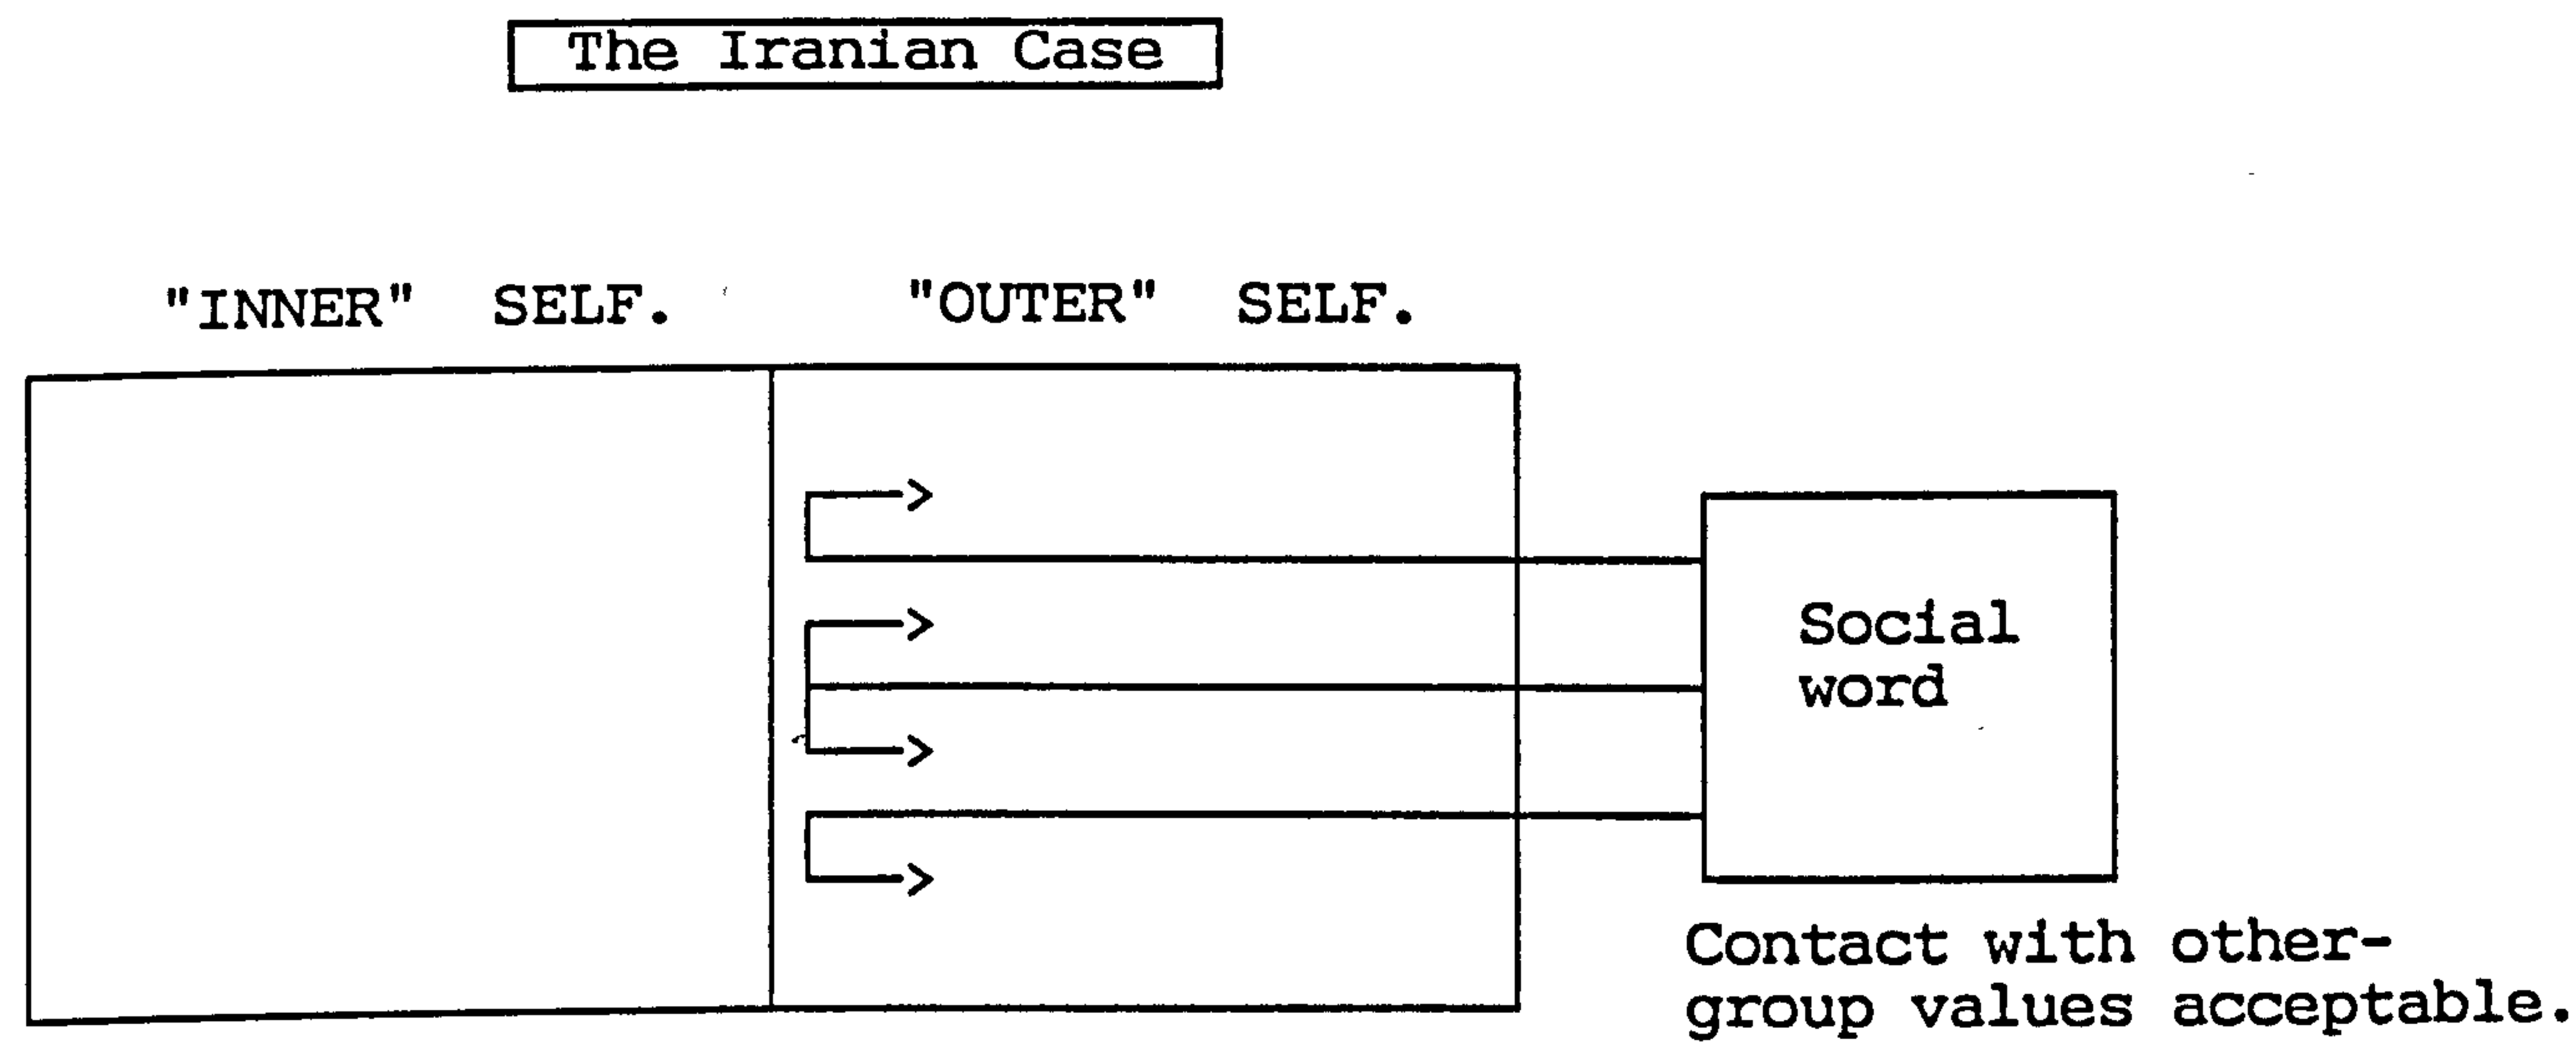 The Iranian Case
"INNER" SELF.
"OUTER" SELF.
Social
word
Contact with other-
group values acceptable.